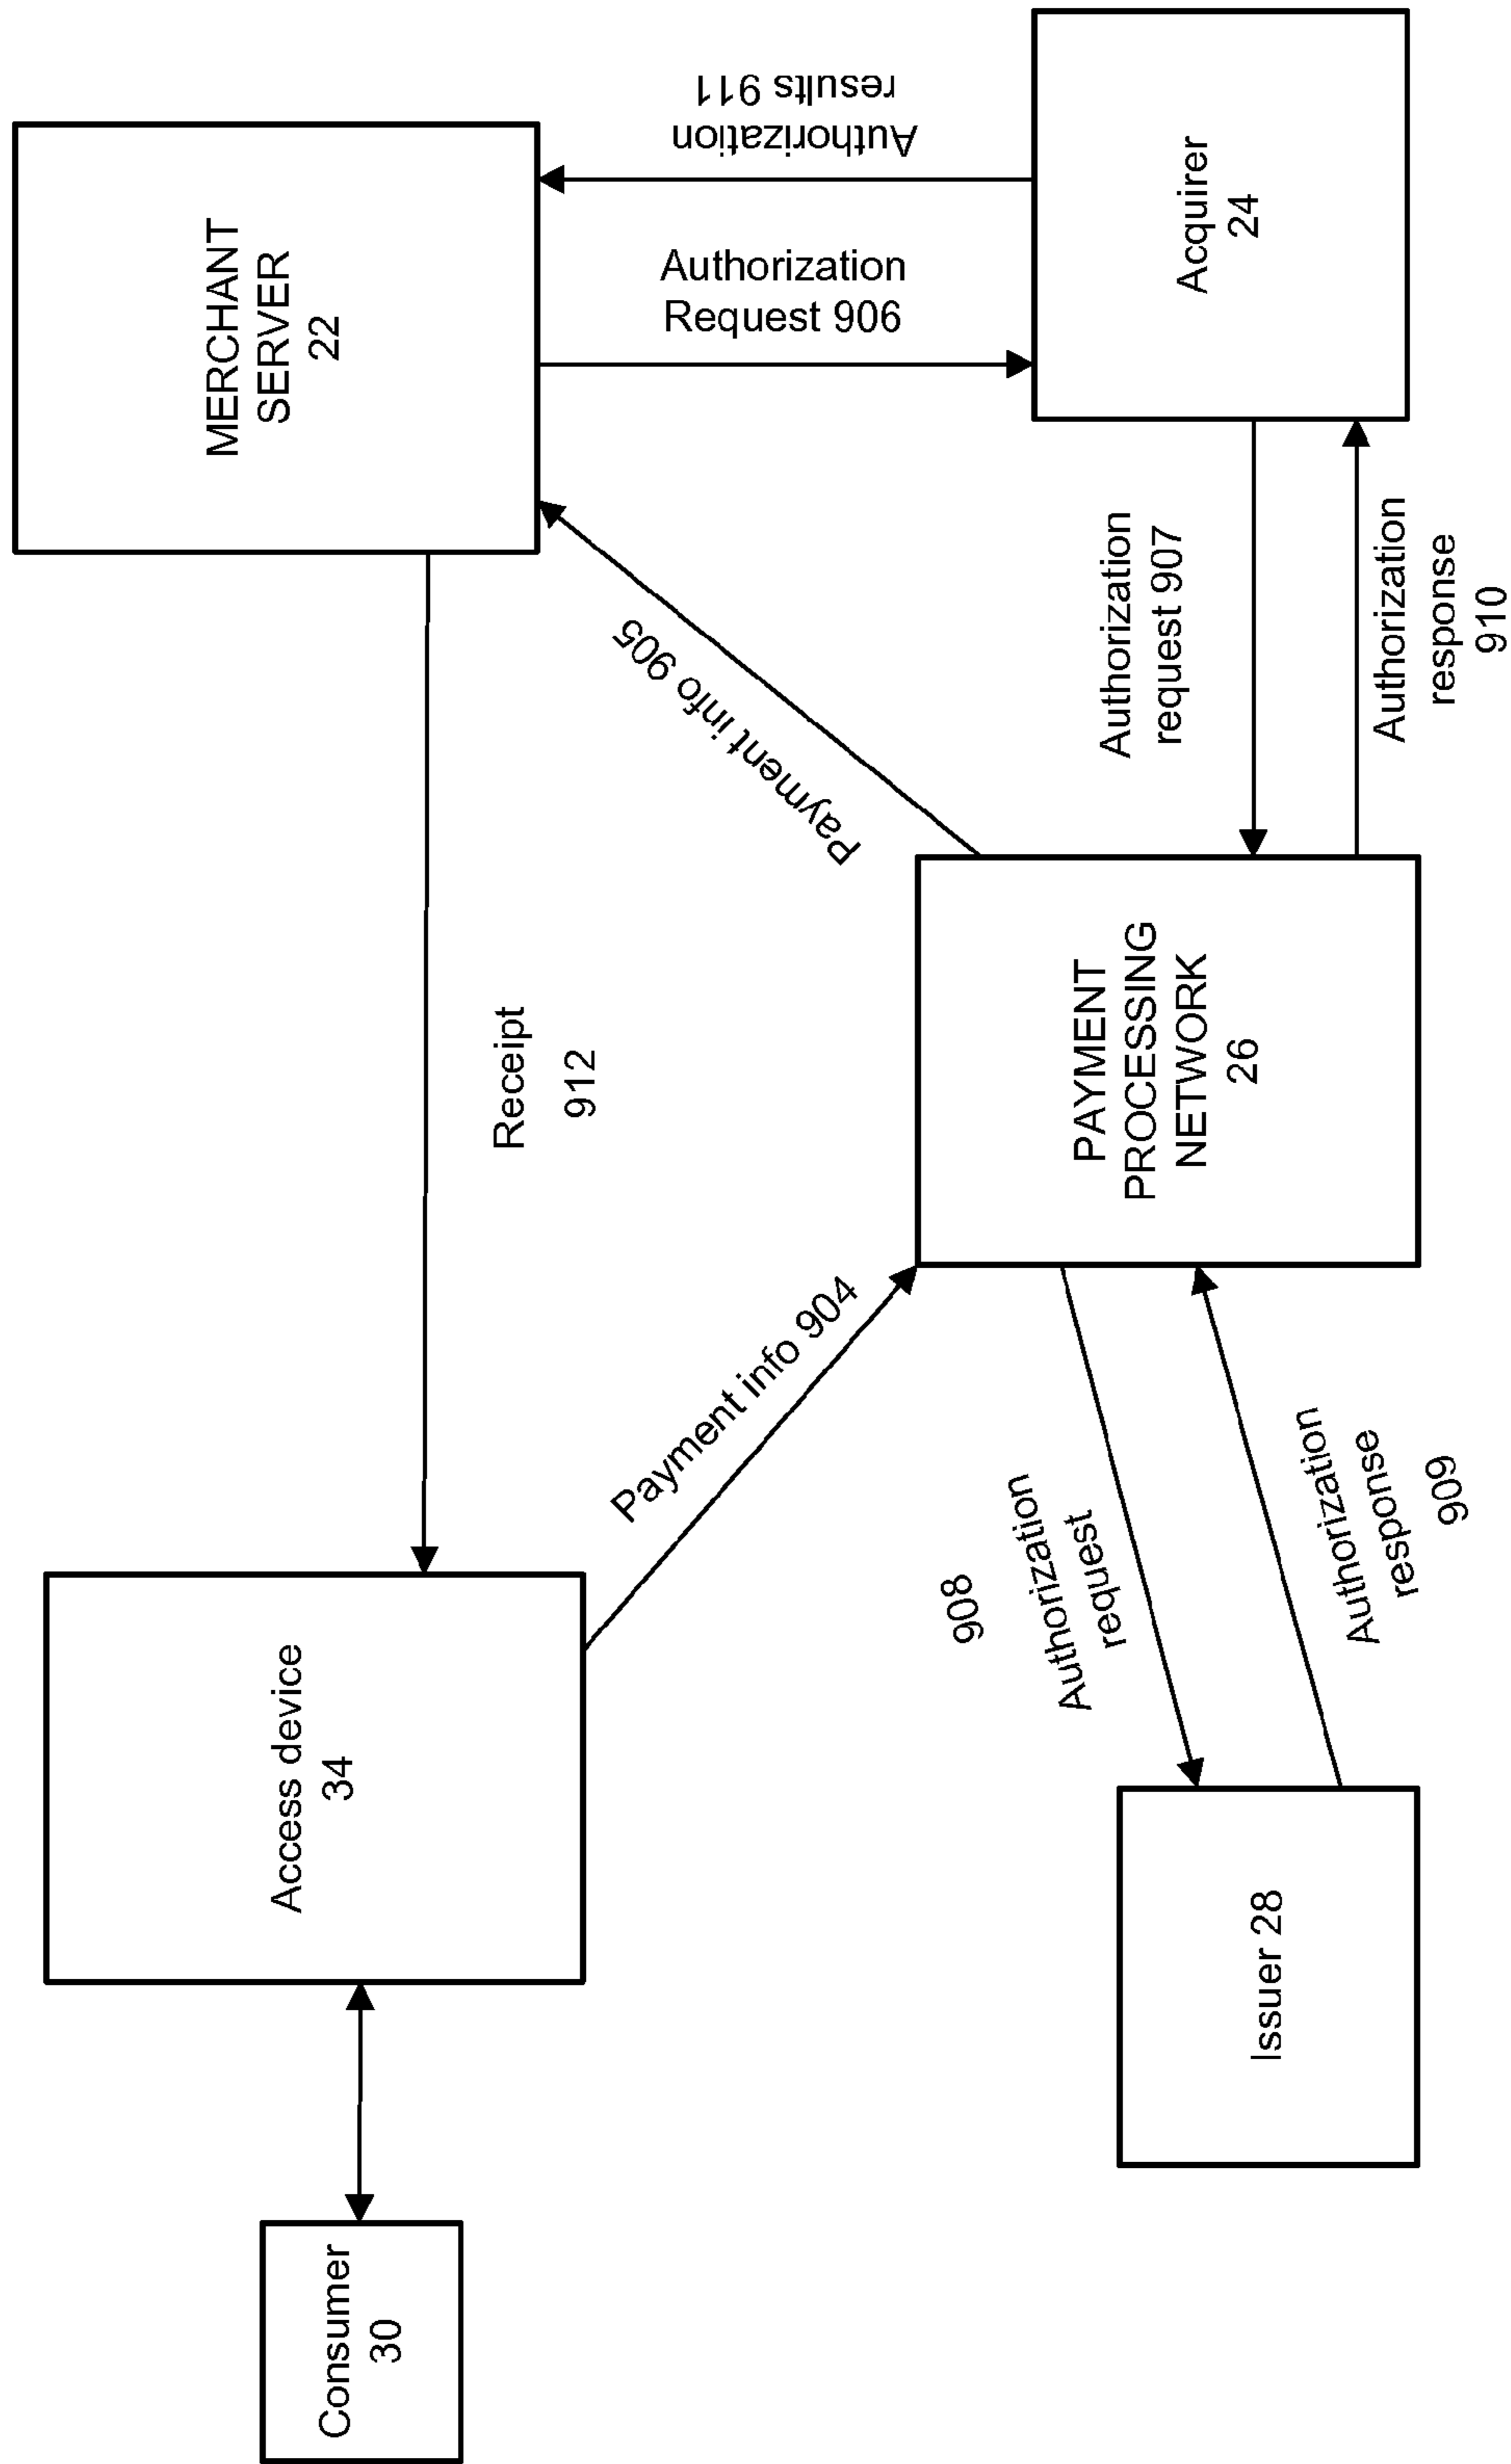 Consumer
30
Access device
34
MERCHANT
SERVER
22
Receipt
912
Payment info 904
Payment info 905
Authorization
Request 906
Authorization
results 911
908
Authorization
request
Authorization
response
909
PAYMENT
PROCESSING
NETWORK
26
Authorization
request 907
Authorization
response
910
Issuer 28
Acquirer
24